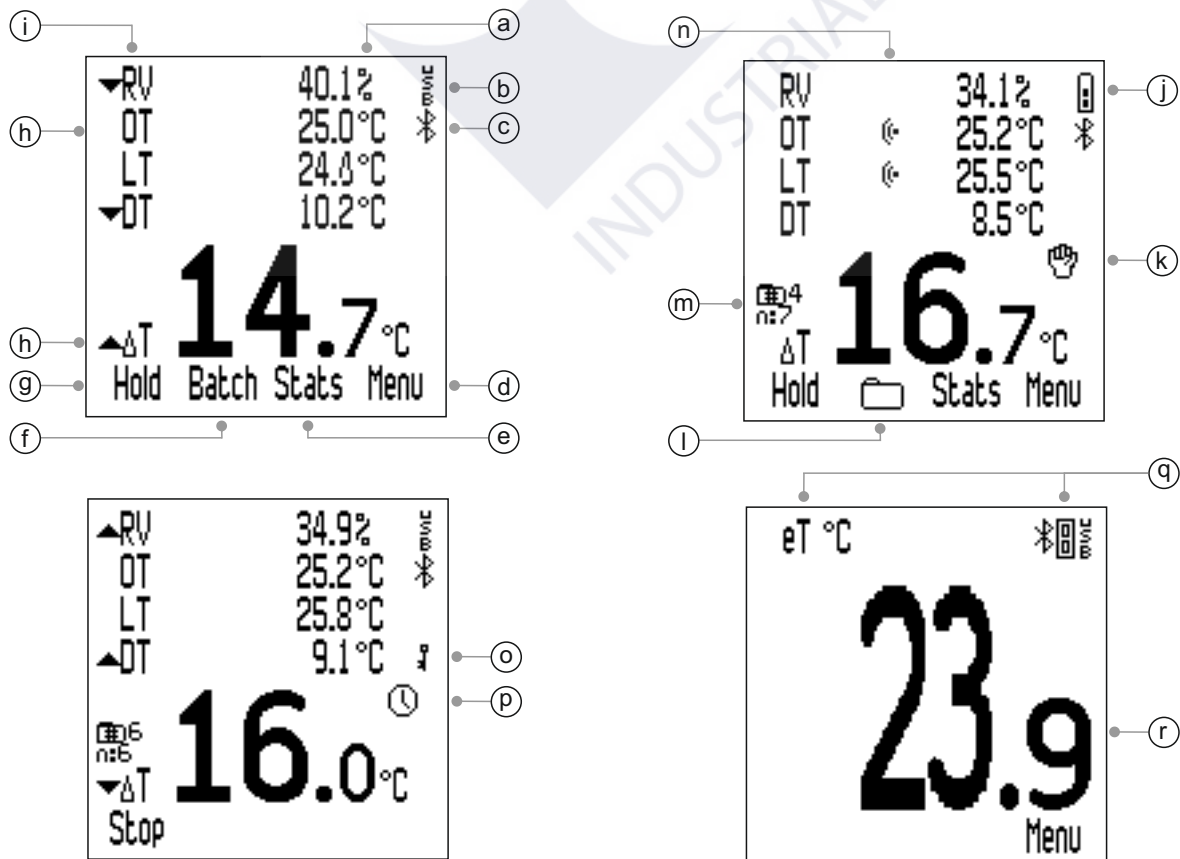 i
a
▼RV 40.1%
USB
b
h
OT 25.0°C
c
LT °C
▼DT 10.2°C
14.7 °C
h
▲ΔT
g
Hold Batch Stats Menu
d
f
e
n
RV 34.1%
j
OT 25.2°C
LT 25.5°C
DT 8.5°C
k
m
4
n:7
16.7 °C
ΔT
Hold Stats Menu
l
▲RV 34.9%
USB
OT 25.2°C
LT 25.8°C
▲DT 9.1°C
o
p
6
n:6
16.0 °C
▼ΔT
Stop
q
eT °C
USB
23.9
r
Menu